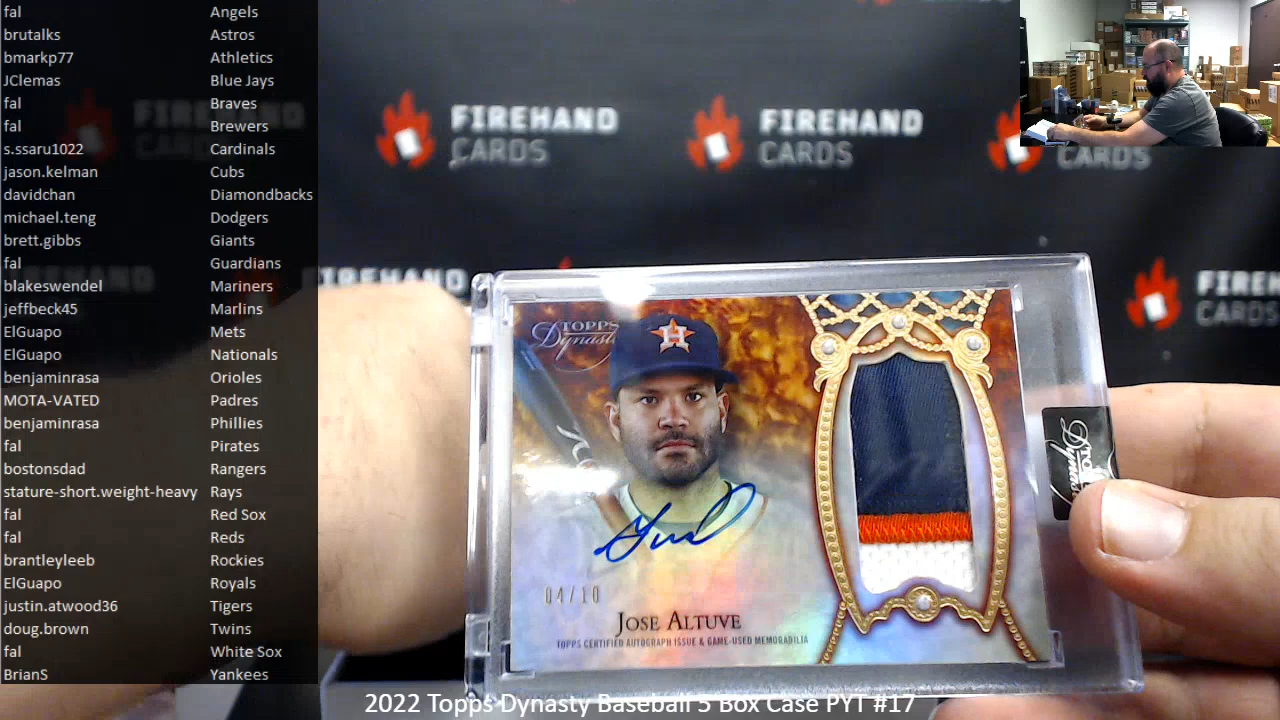 fal Angels
brutalks Astros
bmarkp77 Athletics
JClemas Blue Jays
fal Braves
fal Brewers
s.ssaru1022 Cardinals
jason.kelman Cubs
davidchan Diamondbacks
michael.teng Dodgers
brett.gibbs Giants
fal Guardians
blakeswendel Mariners
jeffbeck45 Marlins
ElGuapo Mets
ElGuapo Nationals
benjaminrasa Orioles
MOTA-VATED Padres
benjaminrasa Phillies
fal Pirates
bostonsdad Rangers
stature-short.weight-heavy Rays
fal Red Sox
fal Reds
brantleyleeb Rockies
ElGuapo Royals
justin.atwood36 Tigers
doug.brown Twins
fal White Sox
BrianS Yankees
FIREHAND
CARDS
FIREHAND
CARDS
CARDS
FIREHAND
FIREH
CARDS
TOPPS
Dynasty
H
04/10
JOSE ALTUVE
TOPPS CERTIFIED AUTOGRAPH ISSUE & GAME-USED MEMORABILIA
2022 Topps Dynasty Baseball 5 Box Case PYT #17